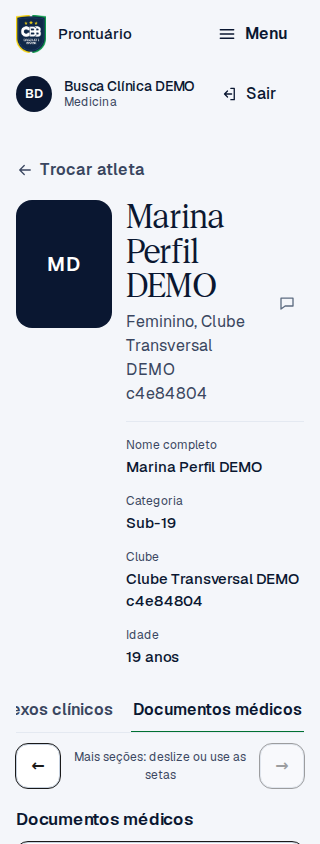 CBB
Prontuário
Menu
BD
Busca Clínica DEMO
Medicina
Sair
← Trocar atleta
MD
Marina
Perfil
DEMO
Feminino, Clube
Transversal
DEMO
c4e84804
Nome completo
Marina Perfil DEMO
Categoria
Sub-19
Clube
Clube Transversal DEMO
c4e84804
Idade
19 anos
exos clínicos
Documentos médicos
←
Mais seções: deslize ou use as
setas
→
Documentos médicos